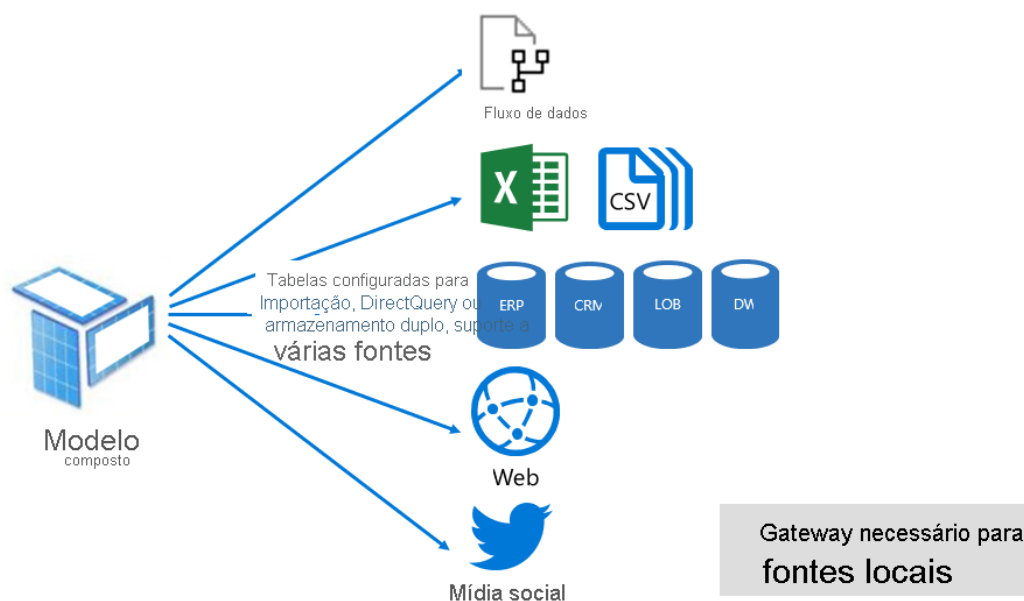 Fluxo de dados
X
CSV
Tabelas configuradas para
Importação, DirectQuery ou
armazenamento duplo, suporte a
várias fontes
ERP
CRM
LOB
DW
Modelo
composto
Web
Mídia social
Gateway necessário para
fontes locais